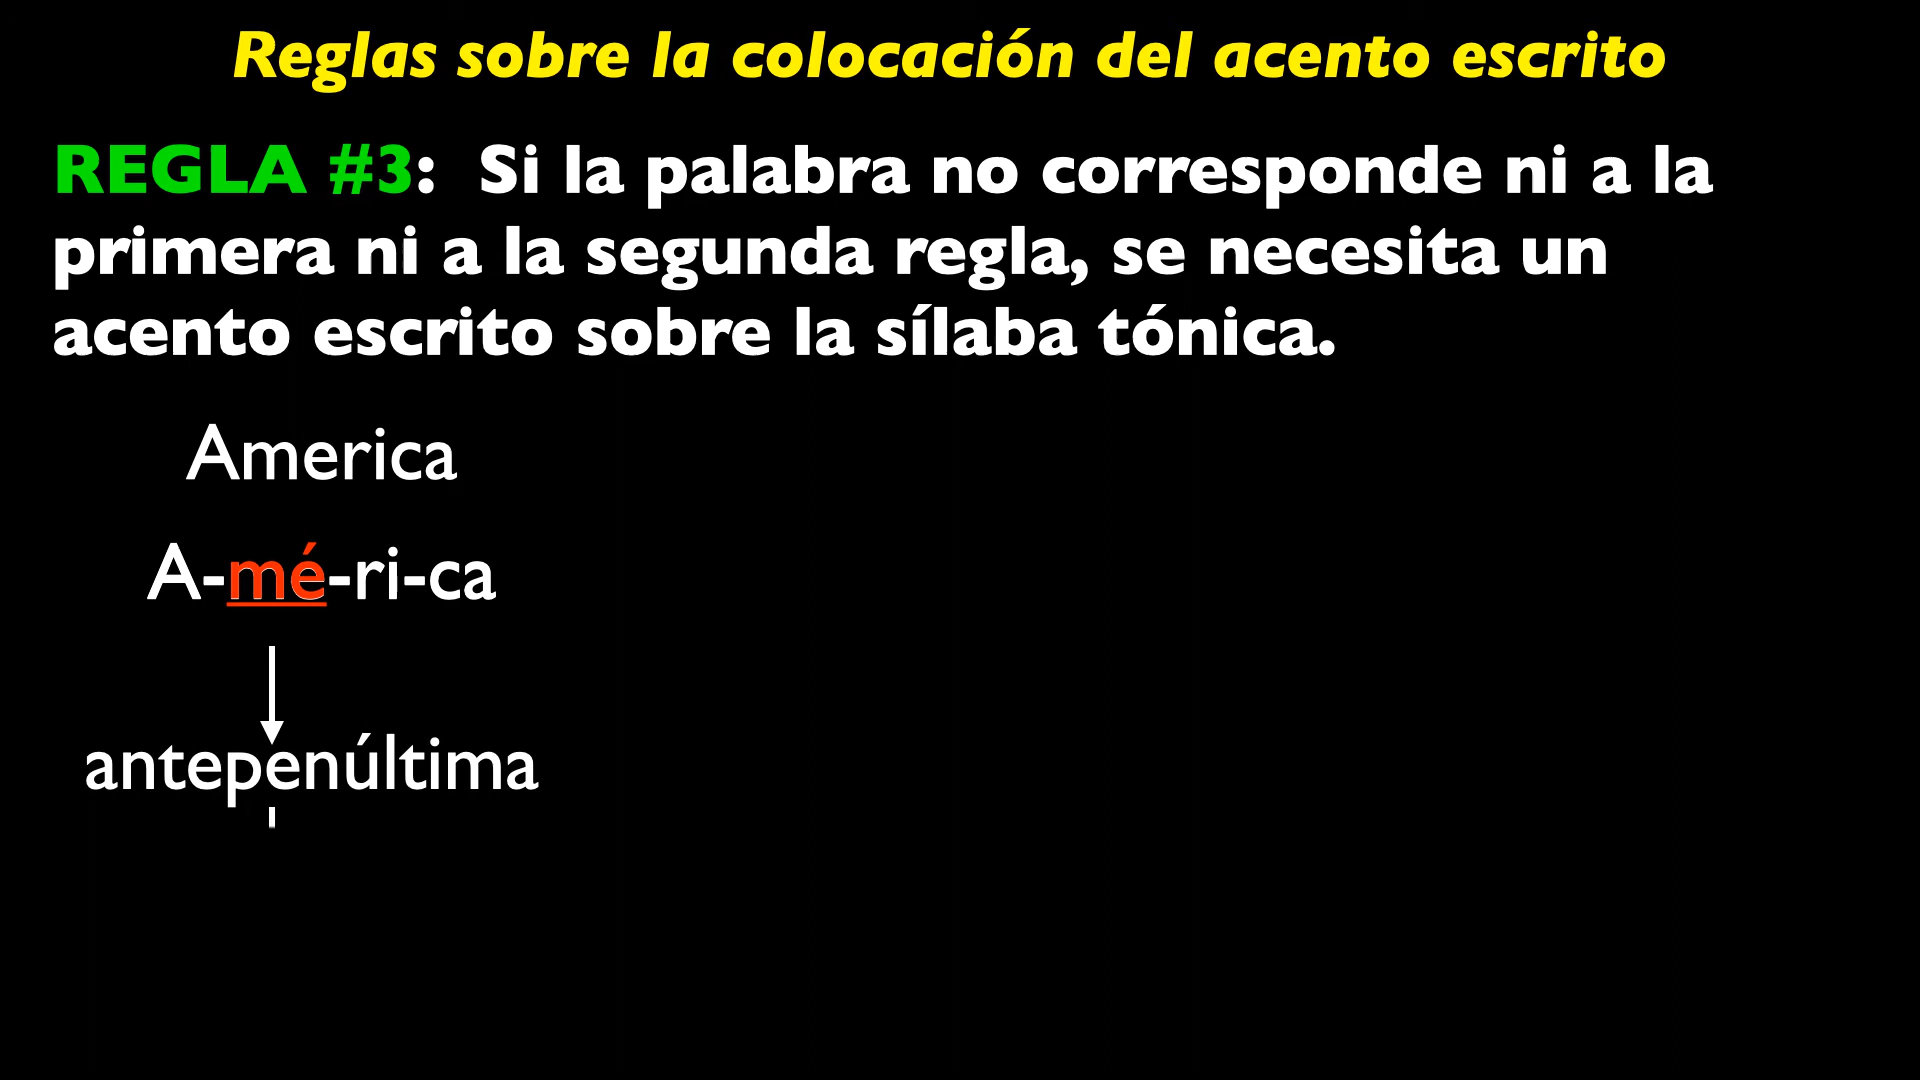 Reglas sobre la colocación del acento escrito
REGLA #3: Si la palabra no corresponde ni a la
primera ni a la segunda regla, se necesita un
acento escrito sobre la sílaba tónica.
America
A-mé-ri-ca
antepenúltima